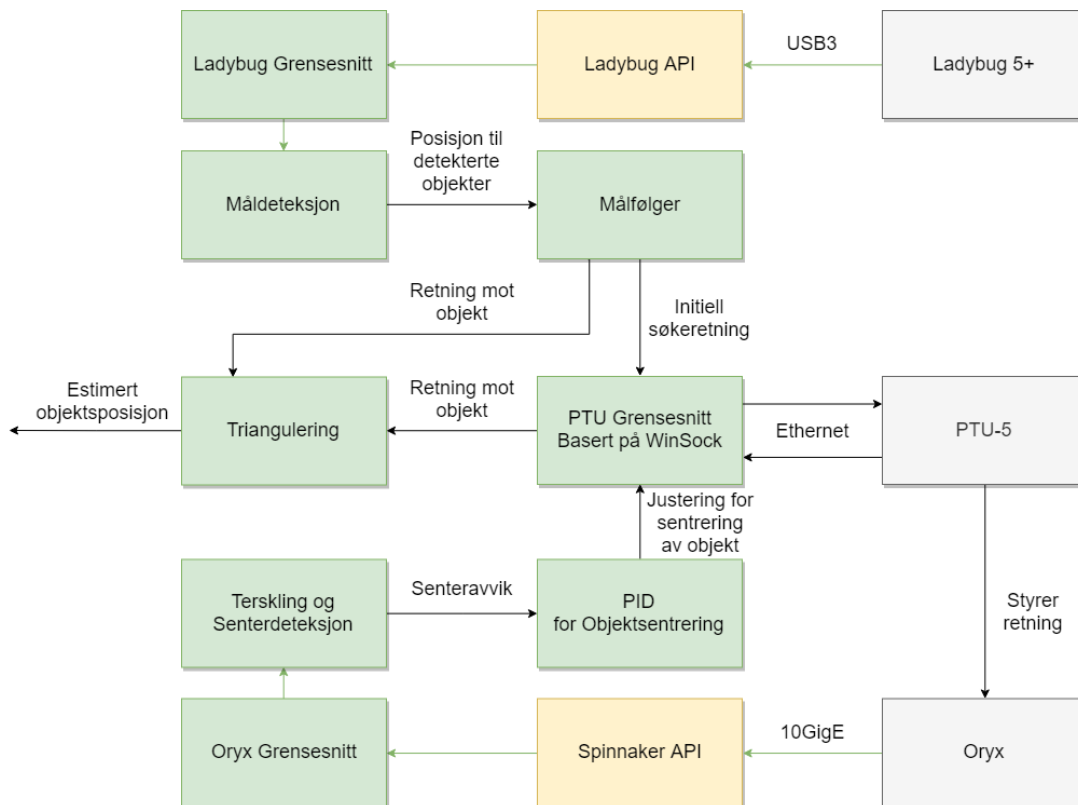 Ladybug Grensesnitt
Ladybug API
USB3
Ladybug 5+
Måldeteksjon
Posisjon til
detekterte
objekter
Målfølger
Retning mot
objekt
Initiell
søkeretning
Estimert
objektsposisjon
Triangulering
Retning mot
objekt
PTU Grensesnitt
Basert på WinSock
Ethernet
PTU-5
Justering for
sentrering
av objekt
Terskling og
Senterdeteksjon
Senteravvik
PID
for Objektsentrering
Styrer
retning
Oryx Grensesnitt
Spinnaker API
10GigE
Oryx